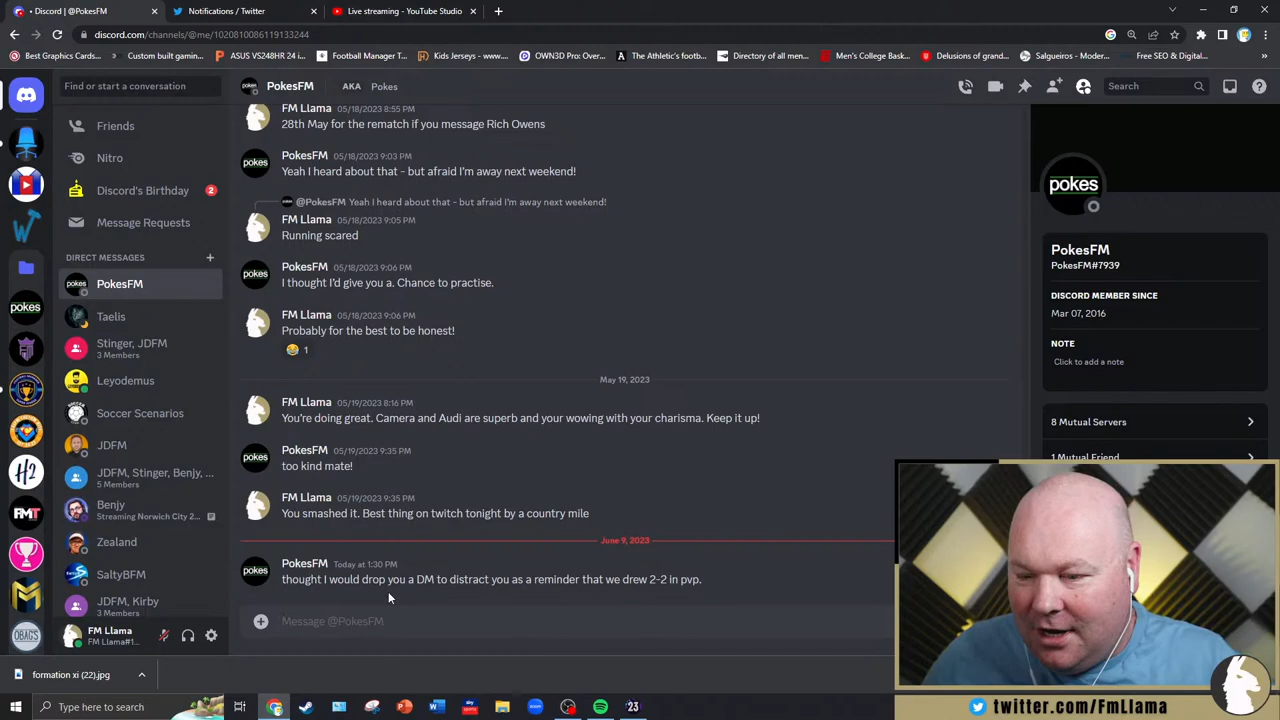 • Discord | @PokesFM
Notifications / Twitter
Live streaming - YouTube Studio
discord.com/channels/@me/1020810086119133244
Best Graphics Cards...
Custom built gamin...
ASUS VS248HR 24 i...
Football Manager T...
Kids Jerseys - www....
OWN3D Pro Over...
The Athletic's footb...
Directory of all men...
Men's College Bask...
Delusions of grand...
Salgueiros - Moder...
Free SEO & Digital...
Find or start a conversation
PokesFM
AKA Pokes
Search
Friends
Nitro
Discord's Birthday 2
Message Requests
DIRECT MESSAGES
PokesFM
Taelis
Stinger, JDFM
3 Members
Leyodemus
Soccer Scenarios
JDFM
JDFM, Stinger, Benjy, ...
5 Members
Benjy
Streaming Norwich City 2...
Zealand
SaltyBFM
JDFM, Kirby
3 Members
FM Llama
FM Llama#1...
pokes
H2
FMT
OBAG'S
FM Llama 05/18/2023 8:55 PM
28th May for the rematch if you message Rich Owens
PokesFM 05/18/2023 9:03 PM
Yeah I heard about that - but afraid I'm away next weekend!
@PokesFM Yeah I heard about that - but afraid I'm away next weekend!
FM Llama 05/18/2023 9:05 PM
Running scared
PokesFM 05/18/2023 9:06 PM
I thought I'd give you a. Chance to practise.
FM Llama 05/18/2023 9:06 PM
Probably for the best to be honest!
1
May 19, 2023
FM Llama 05/19/2023 8:16 PM
You're doing great. Camera and Audi are superb and your wowing with your charisma. Keep it up!
PokesFM 05/19/2023 9:35 PM
too kind mate!
FM Llama 05/19/2023 9:35 PM
You smashed it. Best thing on twitch tonight by a country mile
June 9, 2023
PokesFM Today at 1:30 PM
thought I would drop you a DM to distract you as a reminder that we drew 2-2 in pvp.
Message @PokesFM
pokes
PokesFM
PokesFM#7939
DISCORD MEMBER SINCE
Mar 07, 2016
NOTE
Click to add a note
8 Mutual Servers
1 Mutual Friend
formation xi (22).jpg
Type here to search
twitter.com/FmLlama